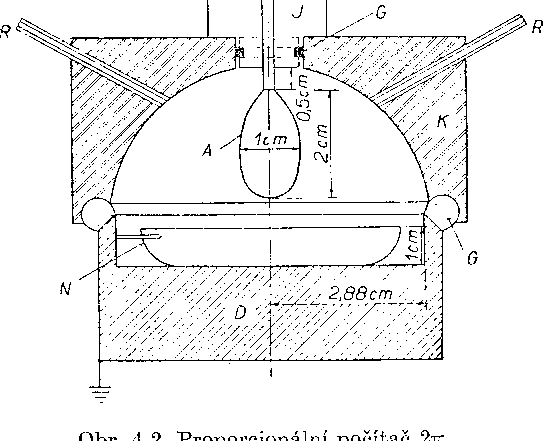 J
G
R
R
0,5cm
K
A
1cm
2cm
G
1cm
N
2,88cm
D
Obr. 4.2. Proporcionální počítač 2π